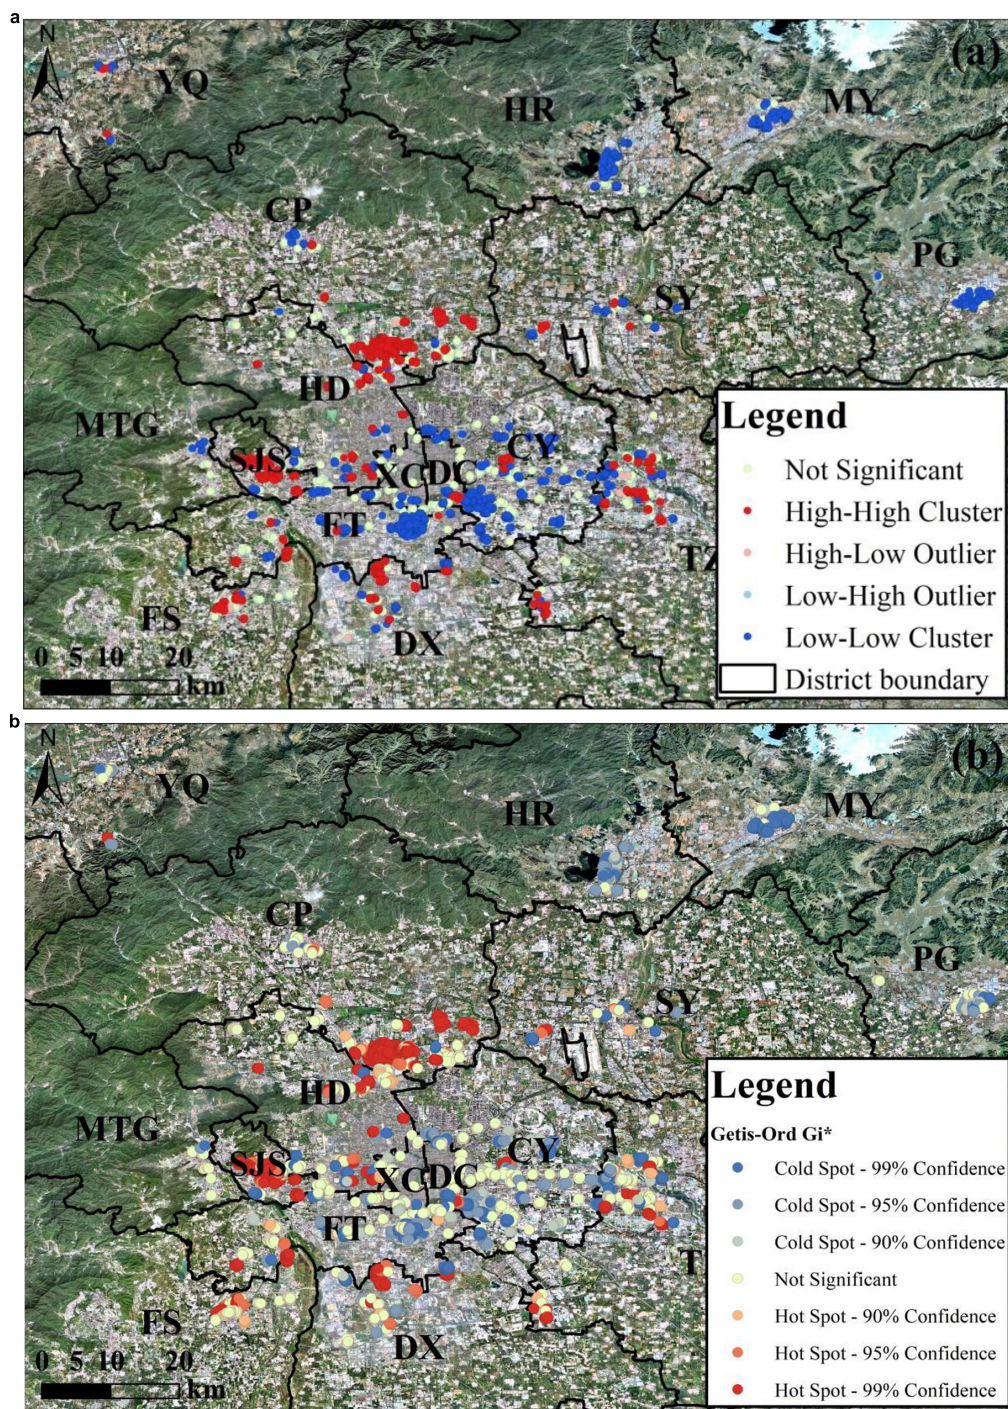 a
N
(a)
YQ
HR
MY
CP
PG
SY
HD
MTG
SJS
XC
DC
CY
FT
TZ
FS
DX
0 5 10 20
km
Legend
Not Significant
High-High Cluster
High-Low Outlier
Low-High Outlier
Low-Low Cluster
District boundary
b
N
(b)
YQ
HR
MY
CP
PG
SY
HD
MTG
SJS
XC
DC
CY
FT
T
FS
DX
0 5 10 20
km
Legend
Getis-Ord Gi*
Cold Spot - 99% Confidence
Cold Spot - 95% Confidence
Cold Spot - 90% Confidence
Not Significant
Hot Spot - 90% Confidence
Hot Spot - 95% Confidence
Hot Spot - 99% Confidence